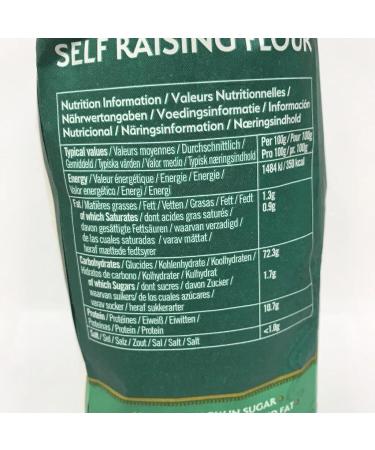 SELF RAISING FLOUR
Nutrition Information / Valeurs Nutritionnelles /
Nährwertangaben / Voedingsinformatie / Información
Nutricional / Näringsinformation / Næringsindhold
Typical values / Valeurs moyennes / Durchschnittlich / Per 100g / Pour 100g
Gemiddeld / Typiska värden / Valor medio / Typisk næringsindhold Pro 100g / pr. 100g
Energy / Valeur énergétique / Energie / Energie / 1484 kJ / 350 kcal
Valor energético / Energi / Energi
Fat / Matières grasses / Fett / Vetten / Grasas / Fett / Fedt 1.3g
of which Saturates / dont acides gras saturés / 0.9g
davon gesättigte Fettsäuren / waarvan verzadigd /
de las cuales saturadas / varav mättat /
heraf mættede fedtsyrer
Carbohydrates / Glucides / Kohlenhydrate / Koolhydraten / 72.3g
Hidratos de carbono / Kolhydrater / Kulhydrat
of which Sugars / dont sucres / davon Zucker / 1.7g
waarvan suikers / de los cuales azúcares /
varav socker / heraf sukkerarter
Protein / Protéines / Eiweiß / Eiwitten / 10.7g
Proteínas / Protein / Protein
Salt / Sel / Salz / Zout / Sal / Salt / Salt <1.0g
IN SUGAR
FAT